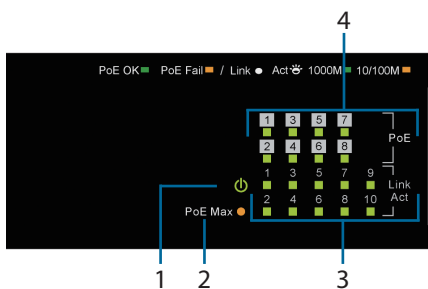 4
PoE OK PoE Fail / Link Act 1000M 10/100M
1 3 5 7
PoE
2 4 6 8
1 3 5 7 9
Link
Act
2 4 6 8 10
PoE Max
1 2 3